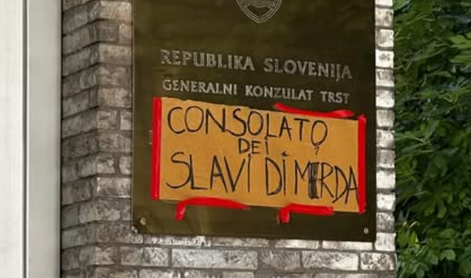 REPUBLIKA SLOVENIJA
GENERALNI KONZULAT TRST
CONSOLATO
DEI
SLAVI DI MERDA